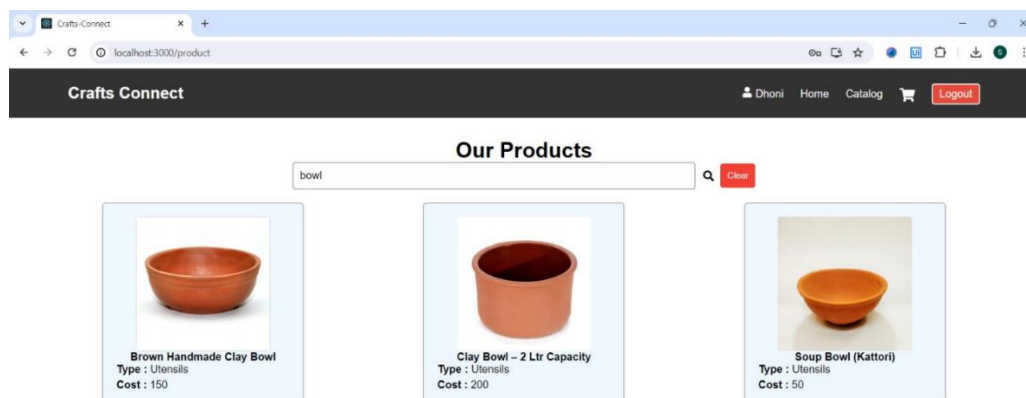 Crafts-Connect
localhost:3000/product
Crafts Connect
Dhoni Home Catalog Logout
Our Products
bowl Clear
Brown Handmade Clay Bowl
Type : Utensils
Cost : 150
Clay Bowl – 2 Ltr Capacity
Type : Utensils
Cost : 200
Soup Bowl (Kattori)
Type : Utensils
Cost : 50